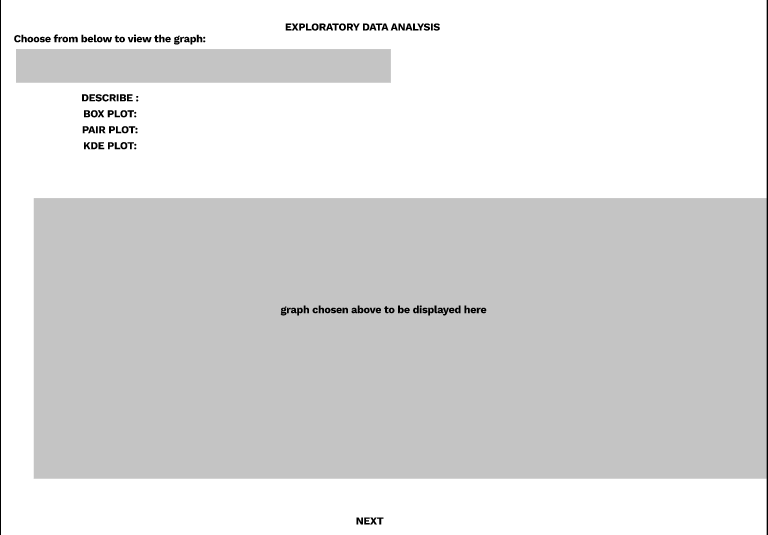 EXPLORATORY DATA ANALYSIS
Choose from below to view the graph:
DESCRIBE :
BOX PLOT:
PAIR PLOT:
KDE PLOT:
graph chosen above to be displayed here
NEXT